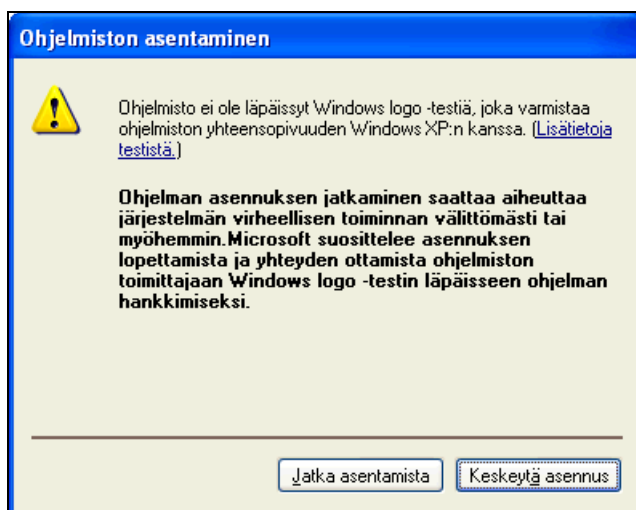 Ohjelmiston asentaminen
Ohjelmisto ei ole läpäissyt Windows logo -testiä, joka varmistaa
ohjelmiston yhteensopivuuden Windows XP:n kanssa. (Lisätietoja
testistä.)
Ohjelman asennuksen jatkaminen saattaa aiheuttaa
järjestelmän virheellisen toiminnan välittömästi tai
myöhemmin.Microsoft suosittelee asennuksen
lopettamista ja yhteyden ottamista ohjelmiston
toimittajaan Windows logo -testin läpäisseen ohjelman
hankkimiseksi.
Jatka asentamista Keskeytä asennus